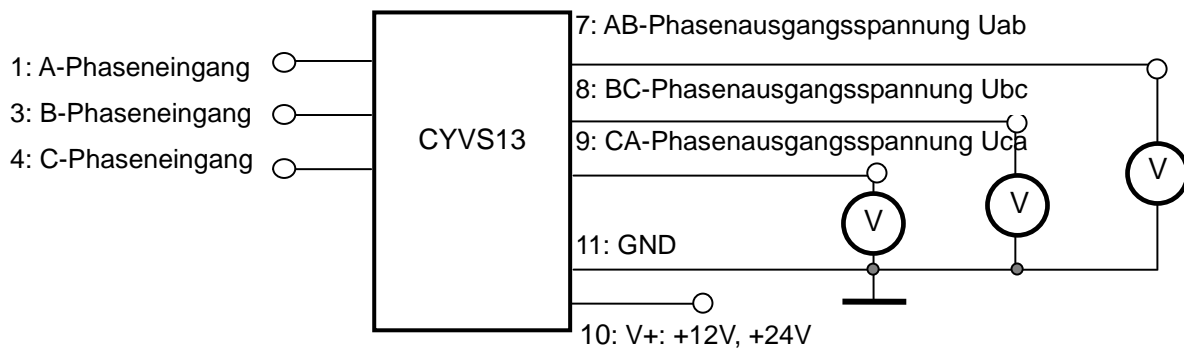 7: AB-Phasenausgangsspannung Uab
1: A-Phaseneingang
8: BC-Phasenausgangsspannung Ubc
3: B-Phaseneingang
CYVS13
9: CA-Phasenausgangsspannung Uca
4: C-Phaseneingang
V
V
V
11: GND
10: V+: +12V, +24V